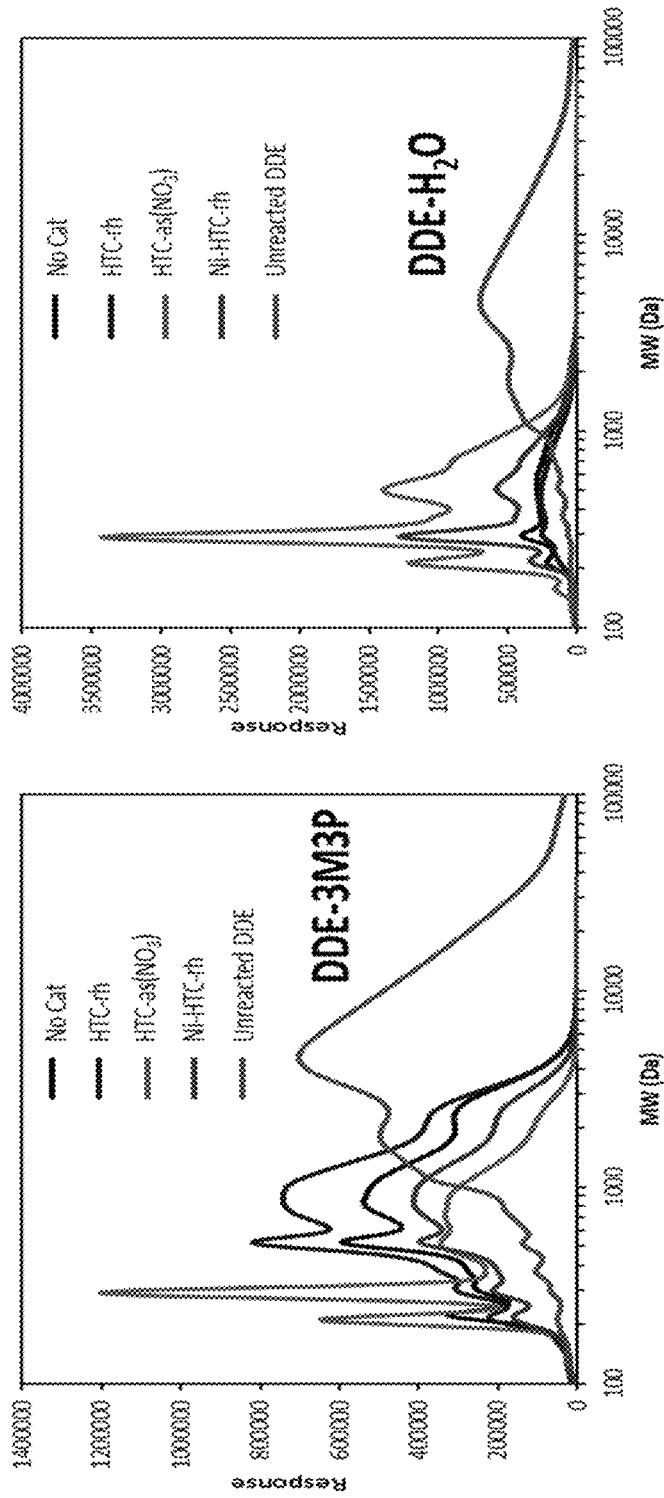 1400000
1200000
1000000
800000
600000
400000
200000
0
Response
No Cat
HTC-rh
HTC-as(NO3)
Ni-HTC-rh
Unreacted DDE
DDE-3M3P
100
1000
10000
100000
MW (Da)
4000000
3500000
3000000
2500000
2000000
1500000
1000000
500000
0
Response
No Cat
HTC-rh
HTC-as(NO3)
Ni-HTC-rh
Unreacted DDE
DDE-H2O
100
1000
10000
100000
MW (Da)